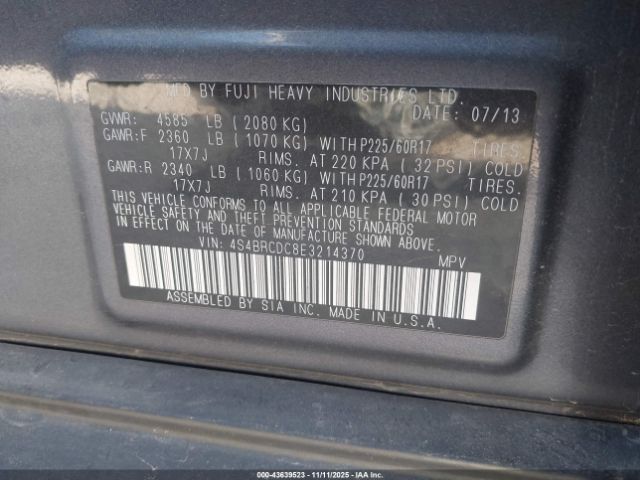 MFD BY FUJI HEAVY INDUSTRIES LTD.
DATE: 07/13
GVWR: 4585 LB ( 2080 KG)
GAWR:F 2360 LB ( 1070 KG) WITH P225/60R17 TIRES.
17X7J RIMS. AT 220 KPA ( 32 PSI) COLD
GAWR:R 2340 LB ( 1060 KG) WITH P225/60R17 TIRES.
17X7J RIMS. AT 210 KPA ( 30 PSI) COLD
THIS VEHICLE CONFORMS TO ALL APPLICABLE FEDERAL MOTOR
VEHICLE SAFETY AND THEFT PREVENTION STANDARDS
IN EFFECT ON THE DATE OF MANUFACTURE SHOWN ABOVE.
VIN: 4S4BRCDC8E3214370 MPV
ASSEMBLED BY SIA INC. MADE IN U.S.A.
000-43639523 - 11/11/2025 - IAA Inc.